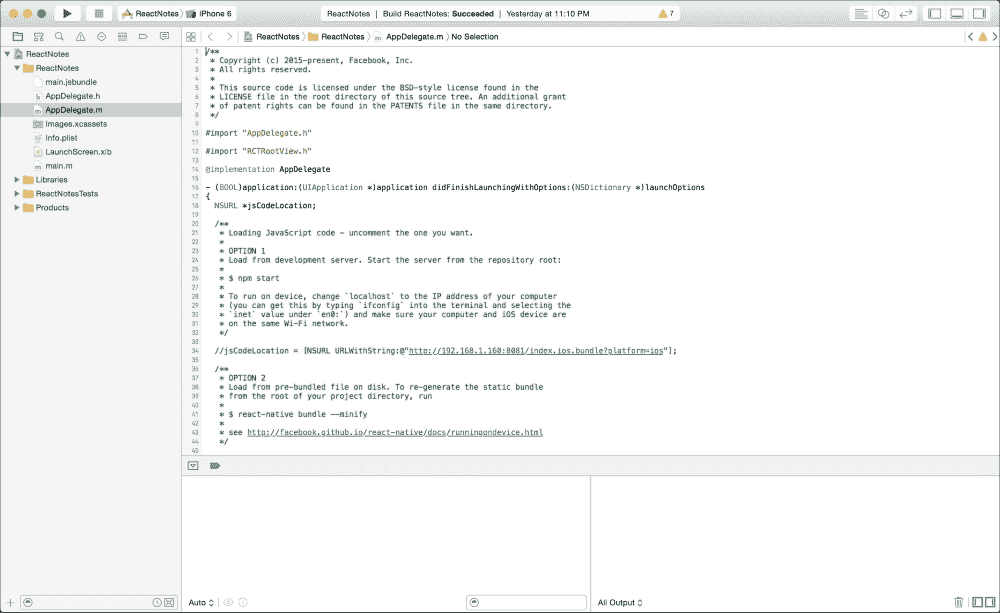 ReactNotes 〉 iPhone 6
ReactNotes | Build ReactNotes: Succeeded | Yesterday at 11:10 PM
7
ReactNotes 〉 ReactNotes 〉 AppDelegate.m 〉 No Selection
ReactNotes
ReactNotes
main.jsbundle
AppDelegate.h
AppDelegate.m
Images.xcassets
Info.plist
LaunchScreen.xib
main.m
Libraries
ReactNotesTests
Products
1 /**
2 * Copyright (c) 2015-present, Facebook, Inc.
3 * All rights reserved.
4 *
5 * This source code is licensed under the BSD-style license found in the
6 * LICENSE file in the root directory of this source tree. An additional grant
7 * of patent rights can be found in the PATENTS file in the same directory.
8 */
9
10 #import "AppDelegate.h"
11
12 #import "RCTRootView.h"
13
14 @implementation AppDelegate
15
16 - (BOOL)application:(UIApplication *)application didFinishLaunchingWithOptions:(NSDictionary *)launchOptions
17 {
18 NSURL *jsCodeLocation;
19
20 /**
21 * Loading JavaScript code - uncomment the one you want.
22 *
23 * OPTION 1
24 * Load from development server. Start the server from the repository root:
25 *
26 * $ npm start
27 *
28 * To run on device, change `localhost` to the IP address of your computer
29 * (you can get this by typing `ifconfig` into the terminal and selecting the
30 * `inet` value under `en0:`) and make sure your computer and iOS device are
31 * on the same Wi-Fi network.
32 */
33
34 //jsCodeLocation = [NSURL URLWithString:@"http://192.168.1.160:8081/index.ios.bundle?platform=ios"];
35
36 /**
37 * OPTION 2
38 * Load from pre-bundled file on disk. To re-generate the static bundle
39 * from the root of your project directory, run
40 *
41 * $ react-native bundle --minify
42 *
43 * see http://facebook.github.io/react-native/docs/runningondevice.html
44 */
45
Auto
All Output